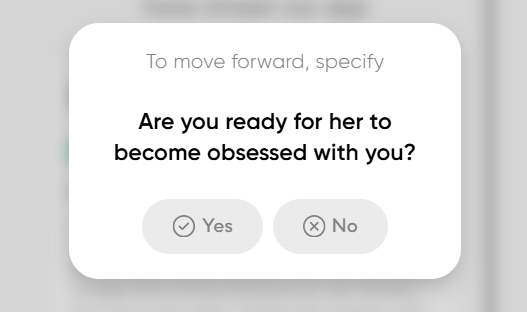 To move forward, specify
Are you ready for her to
become obsessed with you?
Yes
No